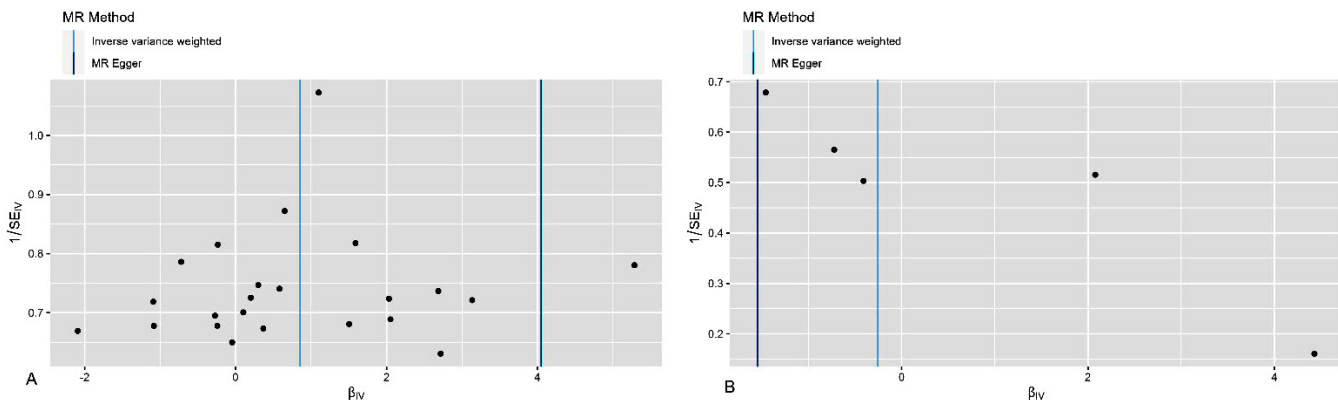 MR Method
Inverse variance weighted
MR Egger
1.0
0.9
0.8
0.7
1/SE_IV
-2
0
2
4
β_IV
A
MR Method
Inverse variance weighted
MR Egger
0.7
0.6
0.5
0.4
0.3
0.2
1/SE_IV
0
2
4
β_IV
B